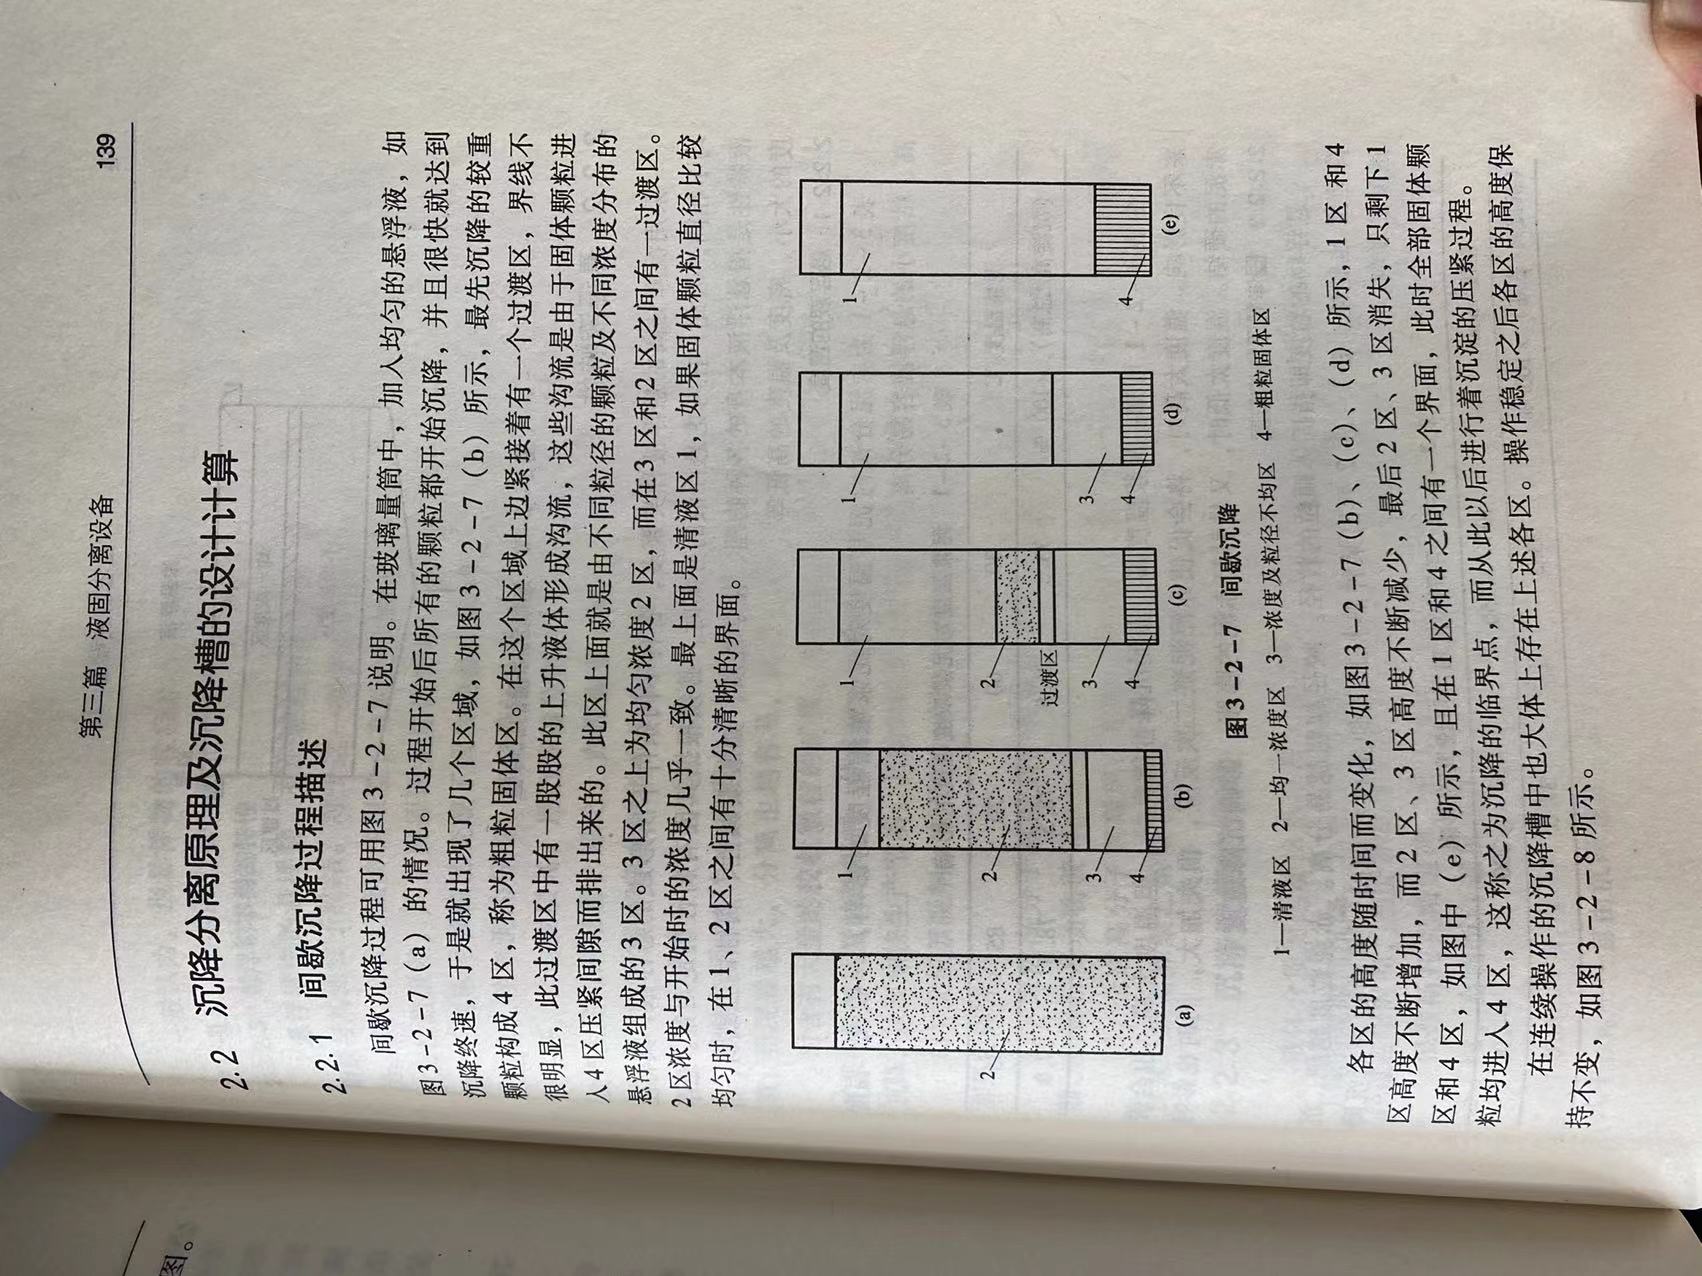 第三篇 液固分离设备 139
2.2 沉降分离原理及沉降槽的设计计算
2.2.1 间歇沉降过程描述
间歇沉降过程可用图3-2-7说明。在玻璃量筒中，加入均匀的悬浮液，如
图3-2-7(a)的情况。过程开始后所有的颗粒都开始沉降，并且很快就达到
沉降终速，于是就出现了几个区域，如图3-2-7(b)所示，最先沉降的较重
颗粒构成4区，称为粗粒固体区。在这个区域上边紧接着有一个过渡区，界线不
很明显，此过渡区中有一股股的上升液体形成沟流，这些沟流是由于固体颗粒进
入4区压紧间隙而排出来的。此区上面就是由不同粒径的颗粒及不同浓度分布的
悬浮液组成的3区。3区之上为均匀浓度2区，而在3区和2区之间有一过渡区。
2区浓度与开始时的浓度几乎一致。最上面是清液区1，如果固体颗粒直径比较
均匀时，在1、2区之间有十分清晰的界面。
2
(a)
1
2
3
4
(b)
1
2
过渡区
3
4
(c)
1
3
4
(d)
1
4
(e)
图3-2-7 间歇沉降
1—清液区 2—均一浓度区 3—浓度及粒径不均区 4—粗粒固体区
各区的高度随时间而变化，如图3-2-7(b)、(c)、(d)所示，1区和4
区高度不断增加，而2区、3区高度不断减少，最后2区、3区消失，只剩下1
区和4区，如图中(e)所示，且在1区和4之间有一个界面，此时全部固体颗
粒均进入4区，这称之为沉降的临界点，而从此以后进行着沉淀的压紧过程。
在连续操作的沉降槽中也大体上存在上述各区。操作稳定之后各区的高度保
持不变，如图3-2-8所示。
图。